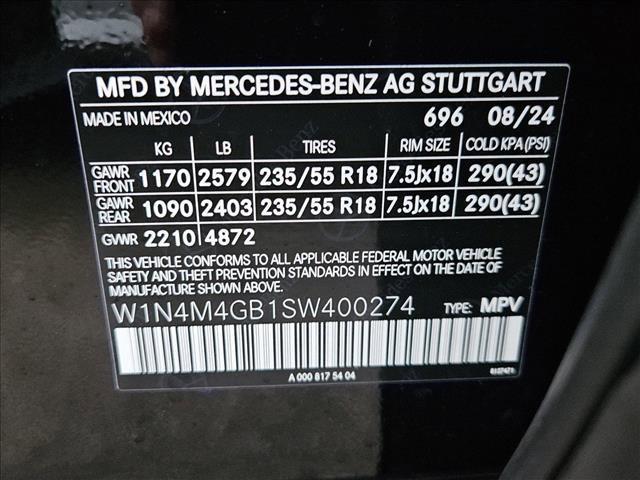 MFD BY MERCEDES-BENZ AG STUTTGART
MADE IN MEXICO 696 08/24
KG LB TIRES RIM SIZE COLD KPA (PSI)
GAWR FRONT 1170 2579 235/55 R18 7.5Jx18 290(43)
GAWR REAR 1090 2403 235/55 R18 7.5Jx18 290(43)
GVWR 2210 4872
THIS VEHICLE CONFORMS TO ALL APPLICABLE FEDERAL MOTOR VEHICLE
SAFETY AND THEFT PREVENTION STANDARDS IN EFFECT ON THE DATE OF
MANUFACTURE SHOWN ABOVE.
W1N4M4GB1SW400274 TYPE: MPV
A 000 817 54 04